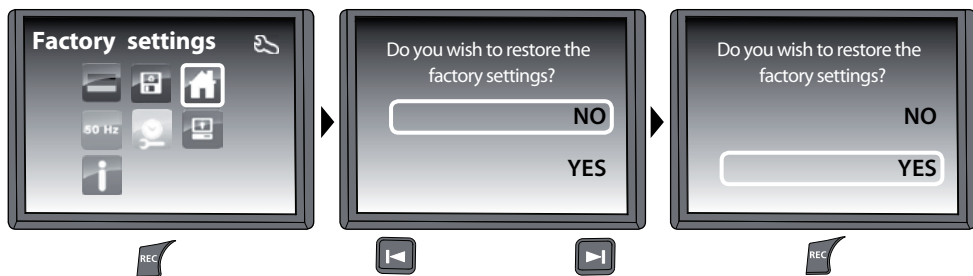 Factory settings
50 Hz
i
REC
Do you wish to restore the
factory settings?
NO
YES
Do you wish to restore the
factory settings?
NO
YES
REC